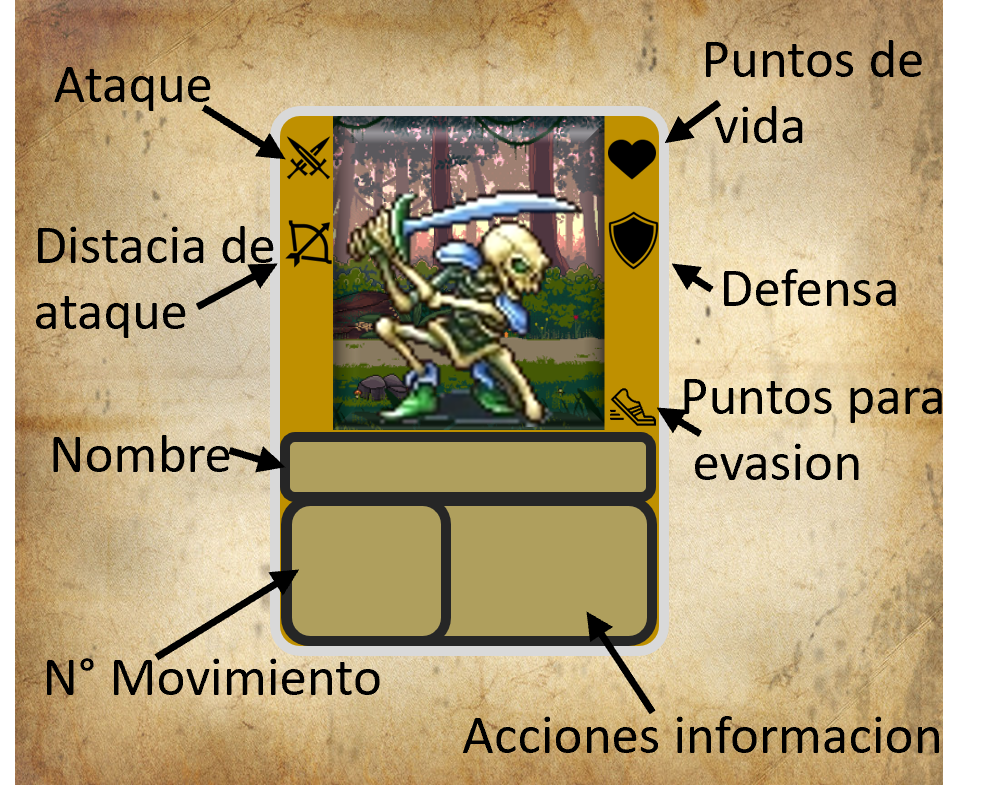 Ataque
Puntos de
vida
Distacia de
ataque
Defensa
Puntos para
evasion
Nombre
N° Movimiento
Acciones informacion